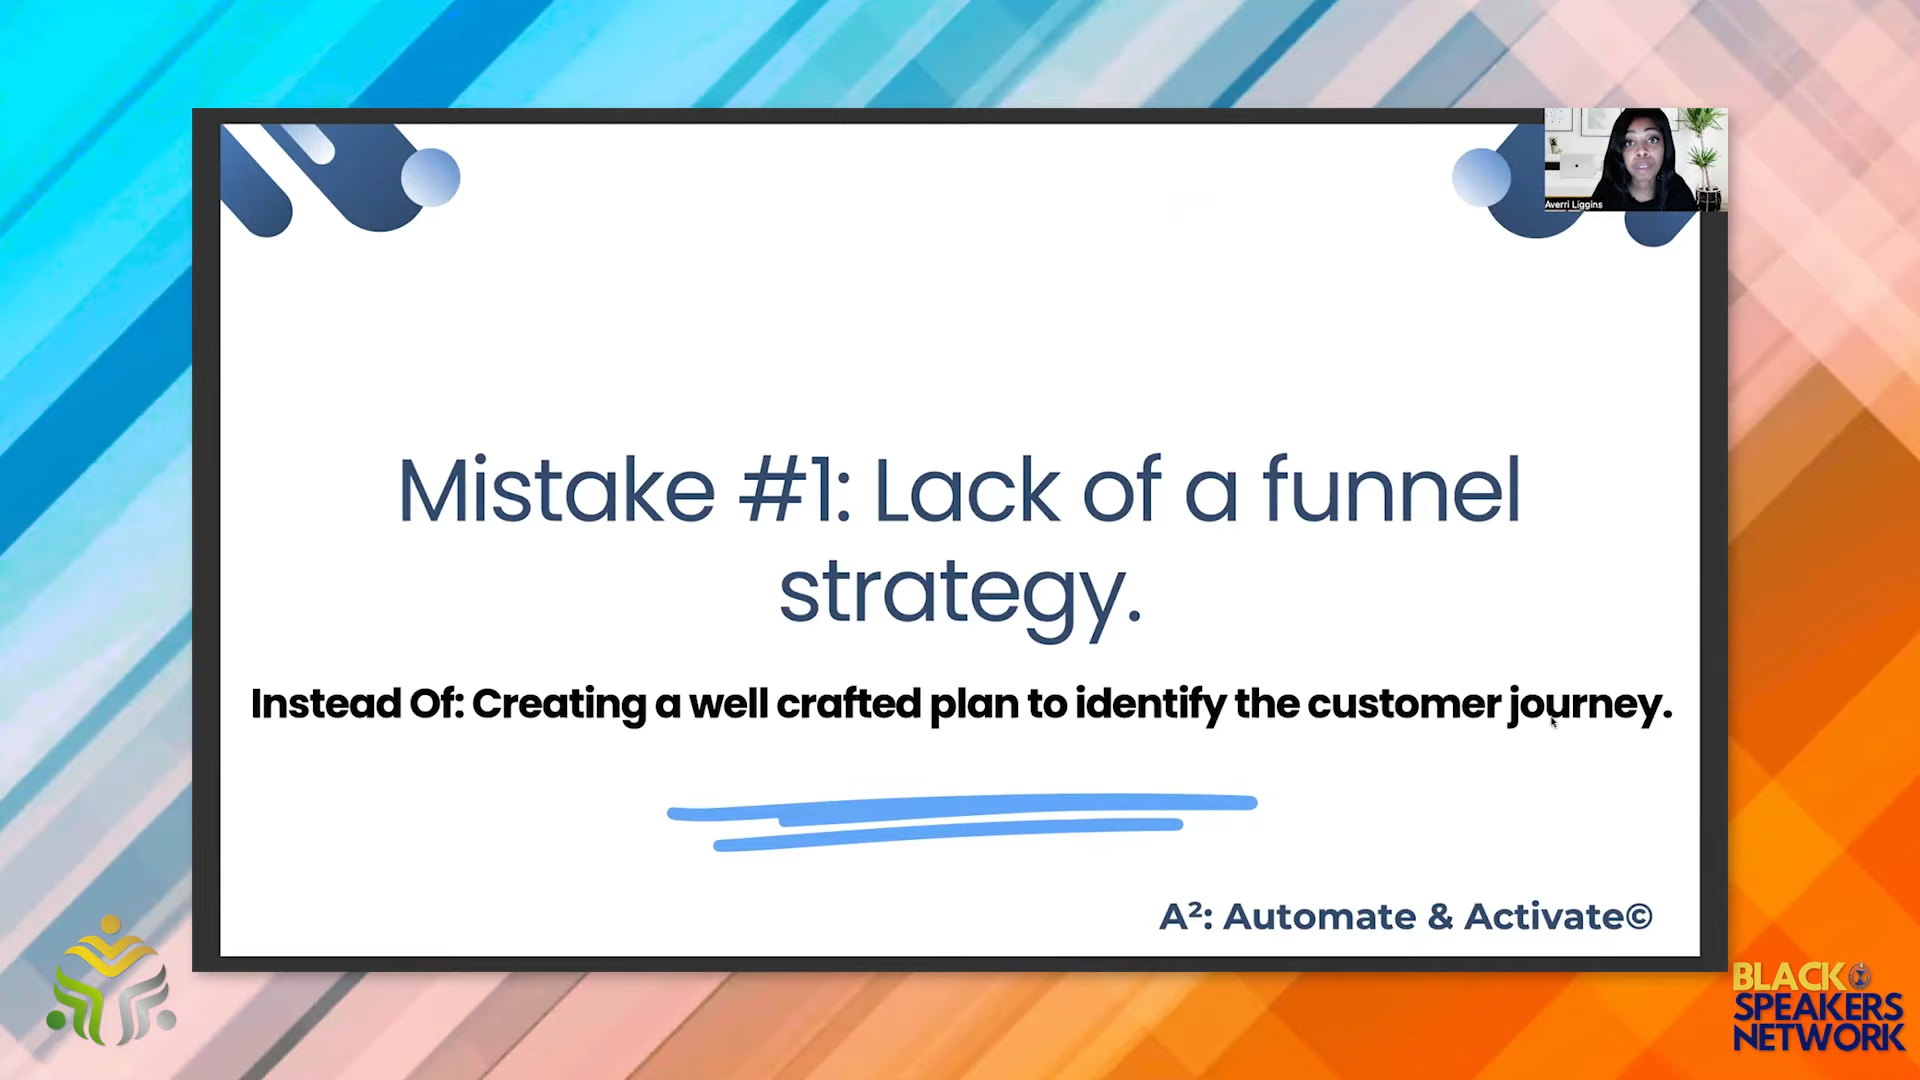 Averri Liggins
Mistake #1: Lack of a funnel
strategy.
Instead Of: Creating a well crafted plan to identify the customer journey.
A²: Automate & Activate©
BLACK
SPEAKERS
NETWORK